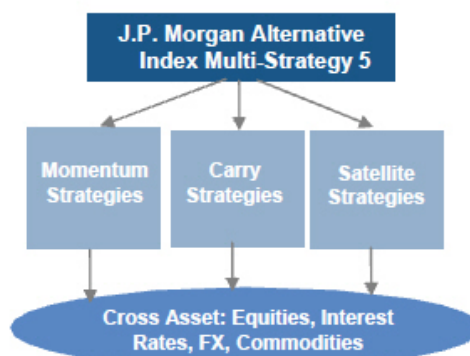 J.P. Morgan Alternative
Index Multi-Strategy 5
Momentum
Strategies
Carry
Strategies
Satellite
Strategies
Cross Asset: Equities, Interest
Rates, FX, Commodities